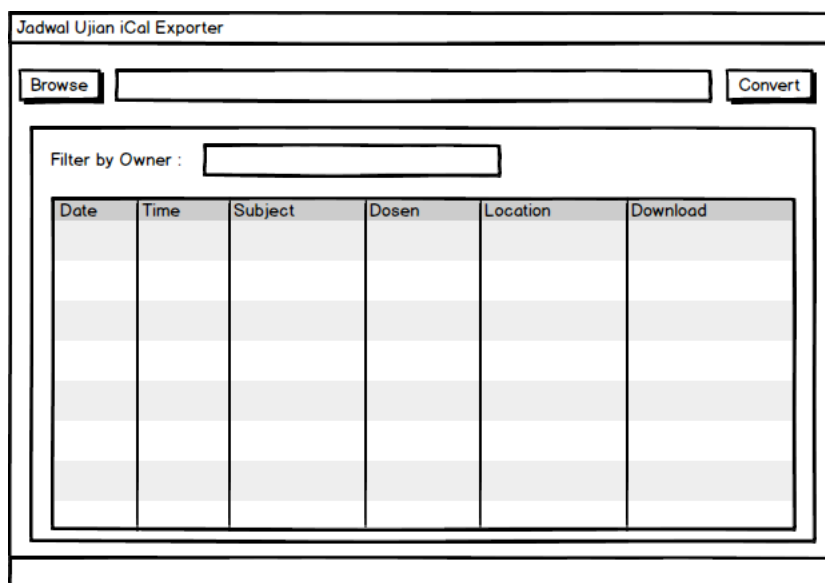 Jadwal Ujian iCal Exporter
Browse Convert
Filter by Owner :
Date Time Subject Dosen Location Download